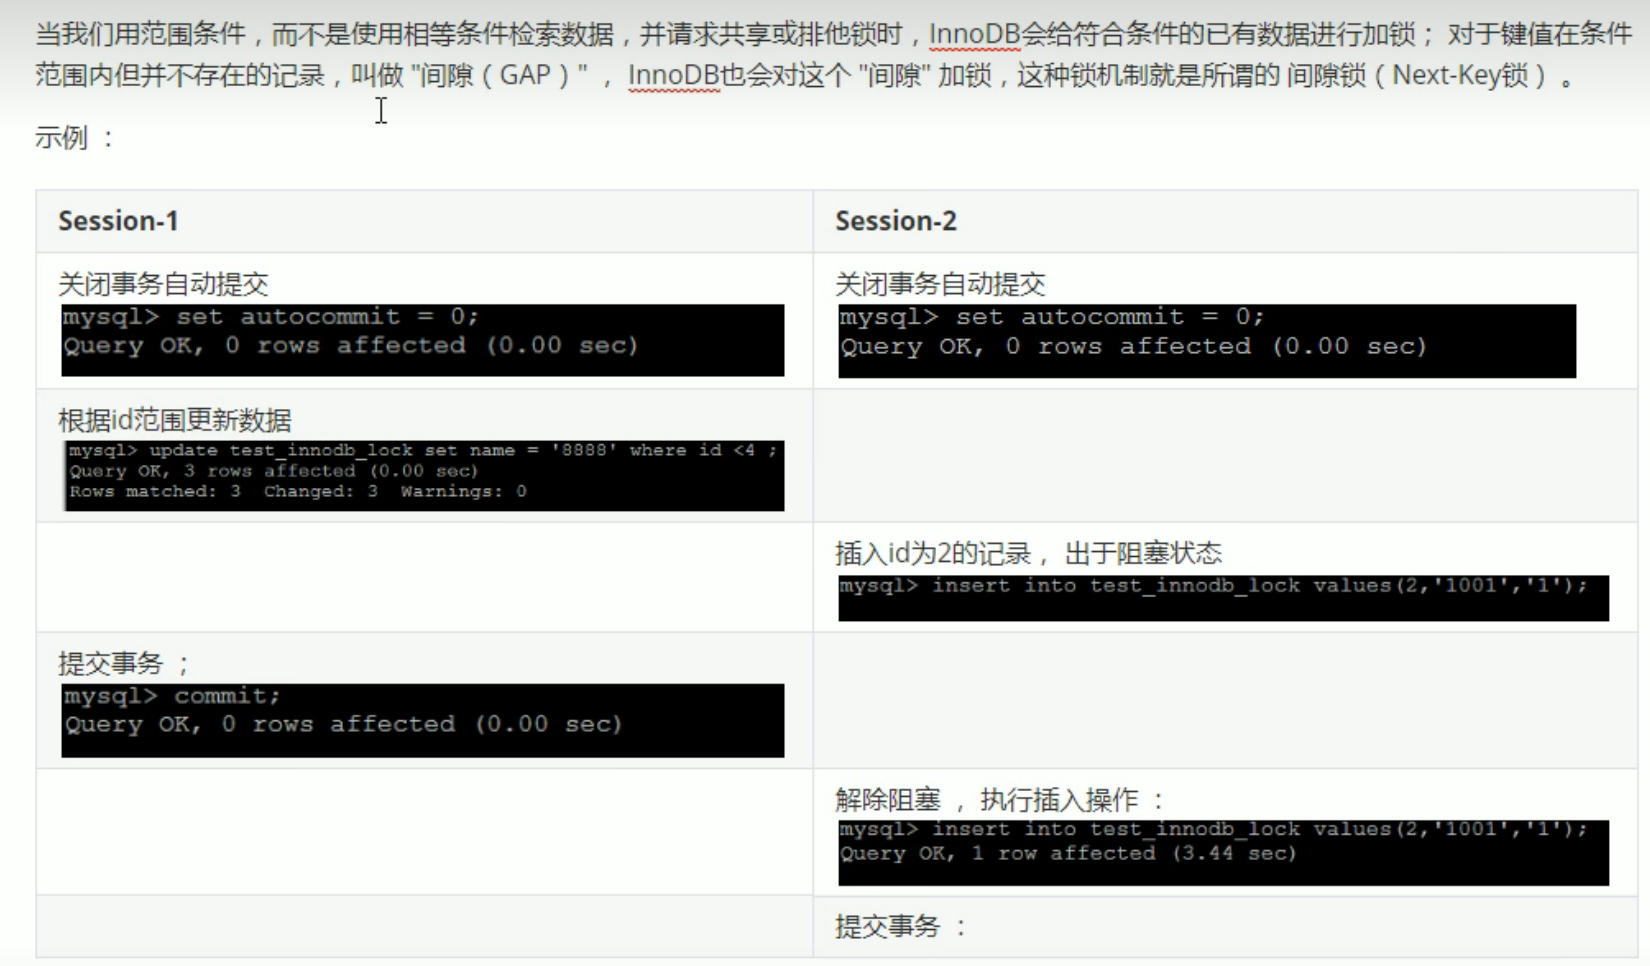 当我们用范围条件，而不是使用相等条件检索数据，并请求共享或排他锁时，InnoDB会给符合条件的已有数据进行加锁； 对于键值在条件
范围内但并不存在的记录，叫做 "间隙（GAP）" ， InnoDB也会对这个 "间隙" 加锁，这种锁机制就是所谓的 间隙锁（Next-Key锁） 。
示例 ：
Session-1
Session-2
关闭事务自动提交
mysql> set autocommit = 0;
Query OK, 0 rows affected (0.00 sec)
关闭事务自动提交
mysql> set autocommit = 0;
Query OK, 0 rows affected (0.00 sec)
根据id范围更新数据
mysql> update test_innodb_lock set name = '8888' where id <4 ;
Query OK, 3 rows affected (0.00 sec)
Rows matched: 3  Changed: 3  Warnings: 0
插入id为2的记录， 出于阻塞状态
mysql> insert into test_innodb_lock values(2,'1001','1');
提交事务 ；
mysql> commit;
Query OK, 0 rows affected (0.00 sec)
解除阻塞 ， 执行插入操作 ：
mysql> insert into test_innodb_lock values(2,'1001','1');
Query OK, 1 row affected (3.44 sec)
提交事务 ：